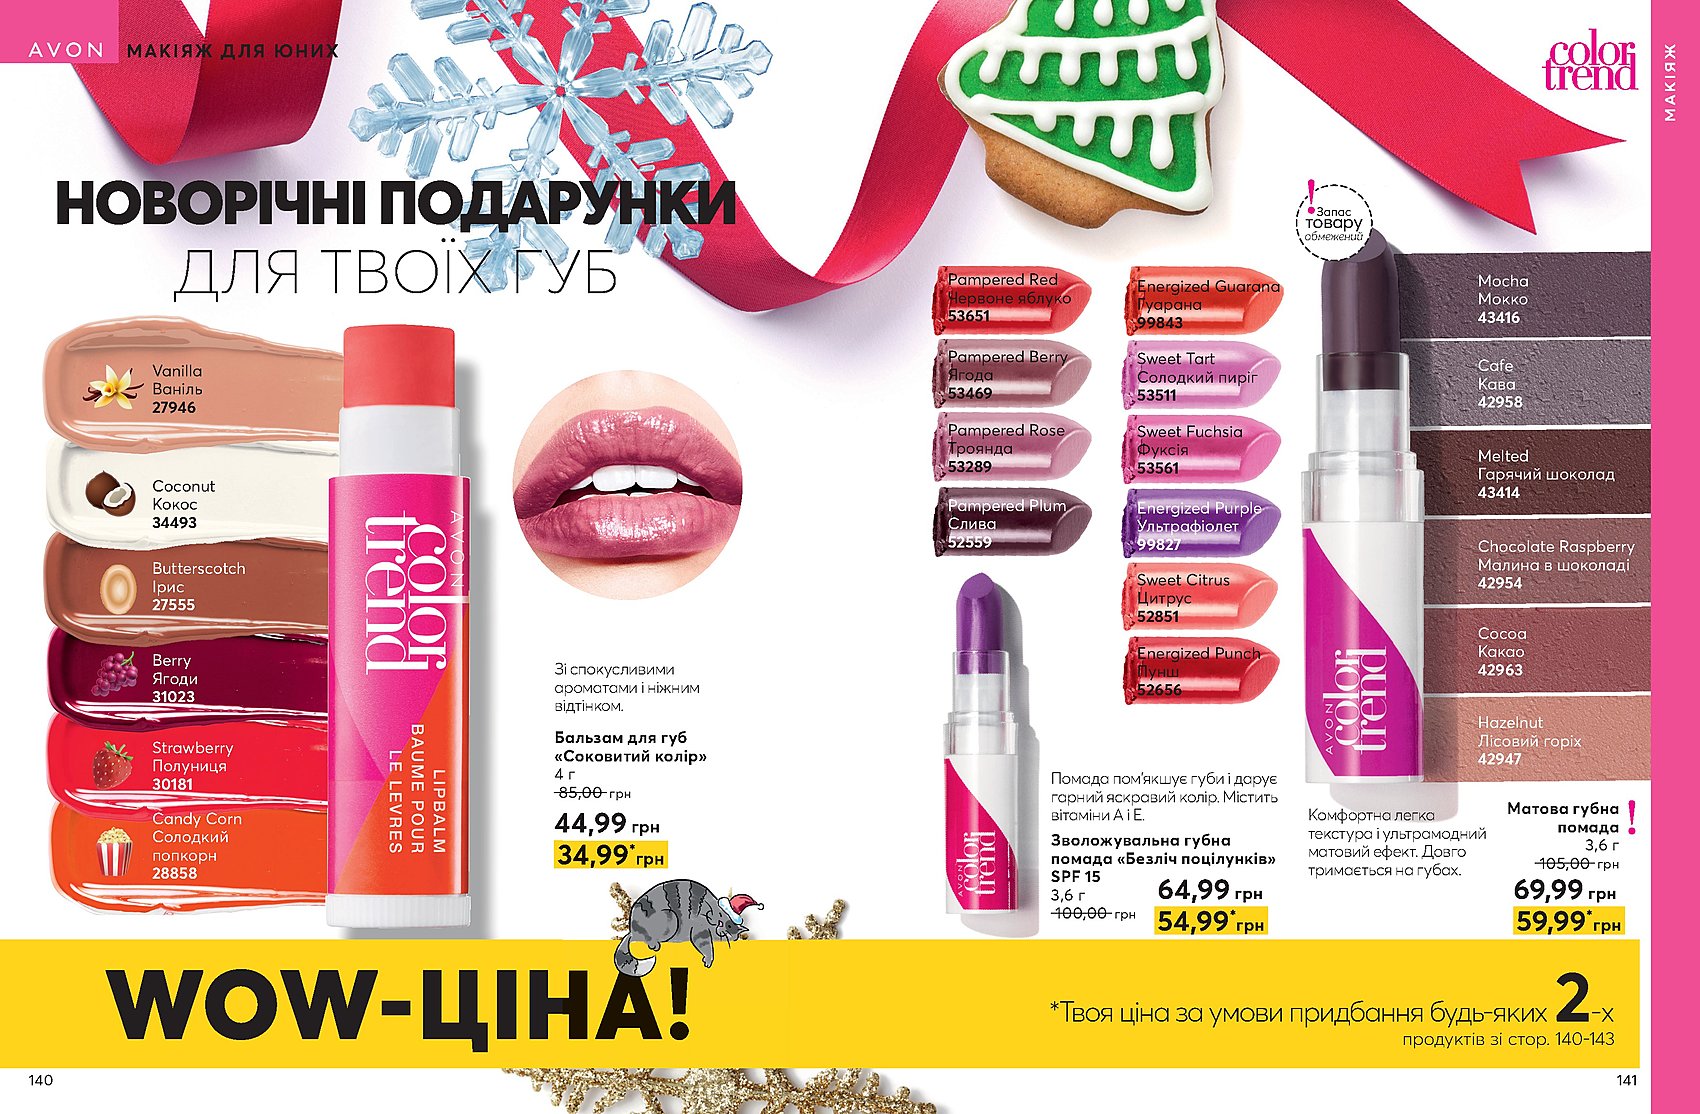 AVON МАКІЯЖ ДЛЯ ЮНИХ
НОВОРІЧНІ ПОДАРУНКИ
ДЛЯ ТВОЇХ ГУБ
Vanilla
Ваніль
27946
Coconut
Кокос
34493
Butterscotch
Ірис
27555
Berry
Ягоди
31023
Strawberry
Полуниця
30181
Candy Corn
Солодкий
попкорн
28858
AVON
color
trend
LIPBALM
BAUME POUR
LE LEVRES
Зі спокусливими
ароматами і ніжним
відтінком.
Бальзам для губ
«Соковитий колір»
4 г
85,00 грн
44,99 грн
34,99* грн
color
trend
МАКІЯЖ
! Запас
товару
обмежений
Pampered Red
Червоне яблуко
53651
Pampered Berry
Ягода
53469
Pampered Rose
Троянда
53289
Pampered Plum
Слива
52559
Energized Guarana
Гуарана
99843
Sweet Tart
Солодкий пиріг
53511
Sweet Fuchsia
Фуксія
53561
Energized Purple
Ультрафіолет
99827
Sweet Citrus
Цитрус
52851
Energized Punch
Пунш
52656
AVON
color
trend
Помада пом'якшує губи і дарує
гарний яскравий колір. Містить
вітаміни А і Е.
Зволожувальна губна
помада «Безліч поцілунків»
SPF 15
3,6 г
100,00 грн
64,99 грн
54,99* грн
Mocha
Мокко
43416
Cafe
Кава
42958
Melted
Гарячий шоколад
43414
Chocolate Raspberry
Малина в шоколаді
42954
Cocoa
Какао
42963
Hazelnut
Лісовий горіх
42947
AVON
color
trend
Комфортна легка
текстура і ультрамодний
матовий ефект. Довго
тримається на губах.
Матова губна
помада !
3,6 г
105,00 грн
69,99 грн
59,99* грн
WOW-ЦІНА!
*Твоя ціна за умови придбання будь-яких 2-х
продуктів зі стор. 140-143
140
141